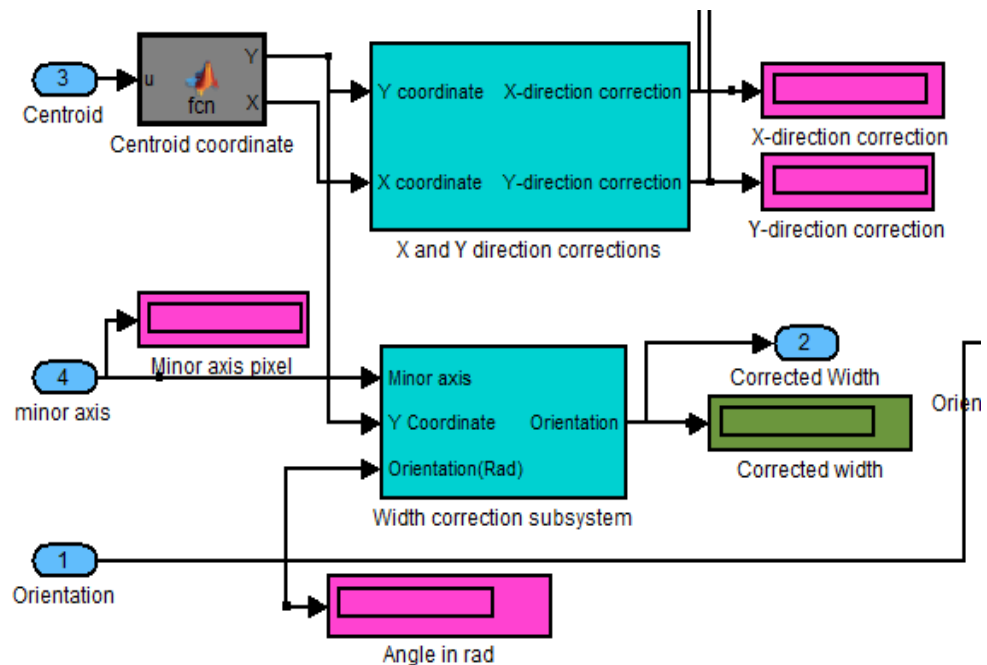 3
Centroid
u
fcn
Y
X
Centroid coordinate
Y coordinate
X-direction correction
X coordinate
Y-direction correction
X and Y direction corrections
X-direction correction
Y-direction correction
Minor axis pixel
4
minor axis
Minor axis
Y Coordinate
Orientation
Orientation(Rad)
Width correction subsystem
2
Corrected Width
Corrected width
Orien
1
Orientation
Angle in rad